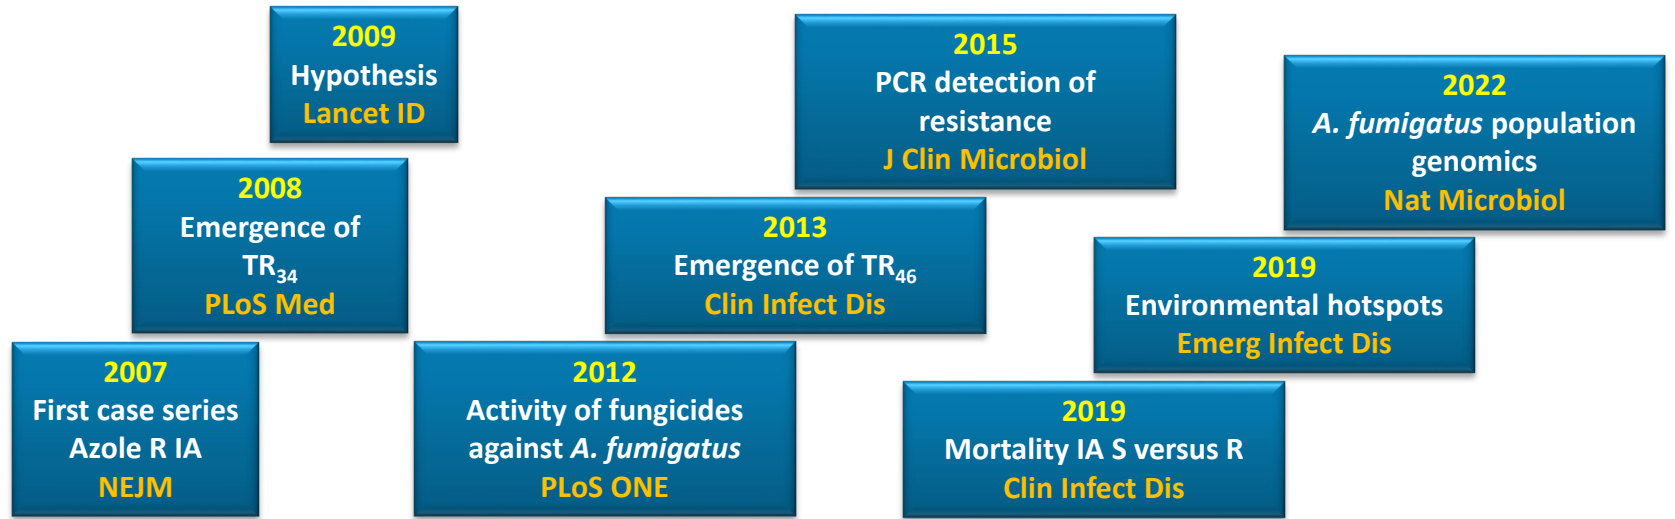 2007
First case series
Azole R IA
NEJM
2008
Emergence of
TR34
PLoS Med
2009
Hypothesis
Lancet ID
2012
Activity of fungicides
against A. fumigatus
PLoS ONE
2013
Emergence of TR46
Clin Infect Dis
2015
PCR detection of
resistance
J Clin Microbiol
2019
Mortality IA S versus R
Clin Infect Dis
2019
Environmental hotspots
Emerg Infect Dis
2022
A. fumigatus population
genomics
Nat Microbiol